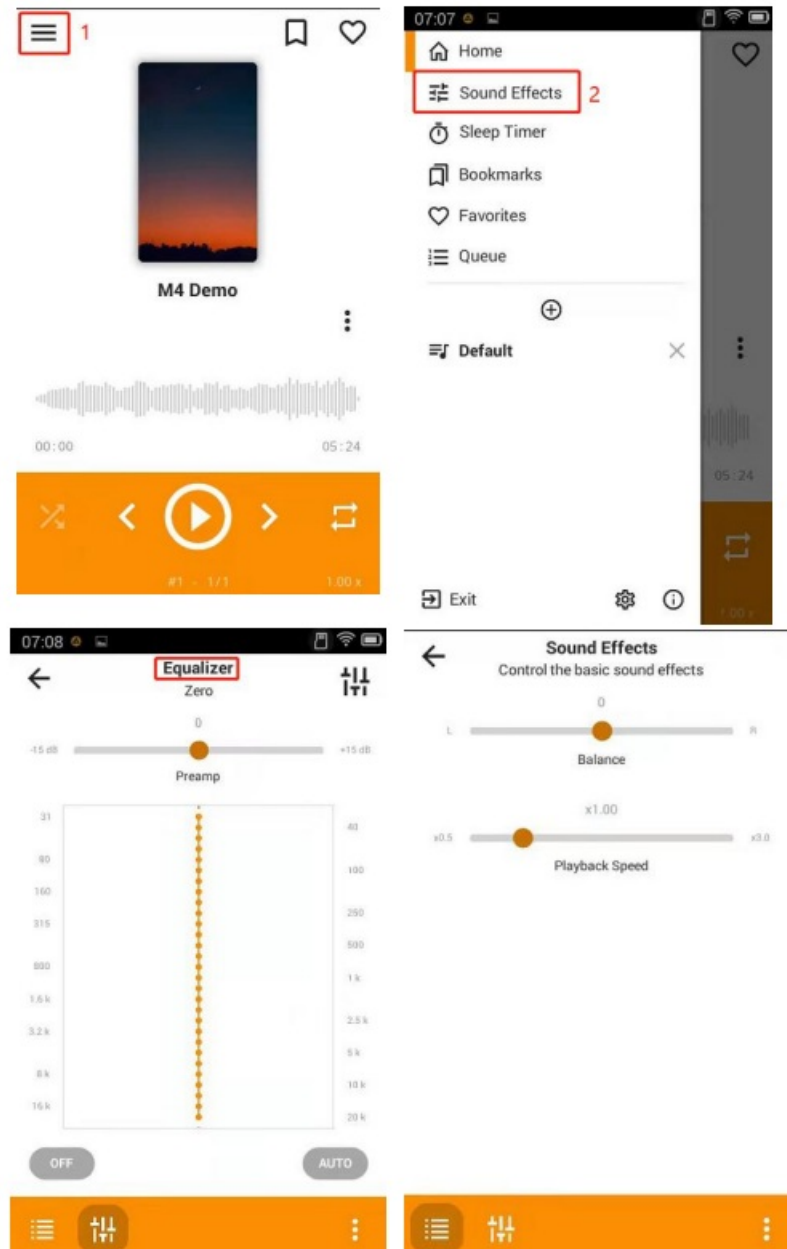 1
M4 Demo
00:00
05:24
#1 - 1/1
1.00 x
07:07
Home
Sound Effects
2
Sleep Timer
Bookmarks
Favorites
Queue
Default
05:24
Exit
1.00 x
07:08
Equalizer
Zero
0
-15 dB
+15 dB
Preamp
31
40
80
100
160
250
315
500
800
1 k
1.6 k
2.5 k
3.2 k
5 k
8 k
10 k
16 k
20 k
OFF
AUTO
Sound Effects
Control the basic sound effects
0
L
R
Balance
x1.00
x0.5
x3.0
Playback Speed